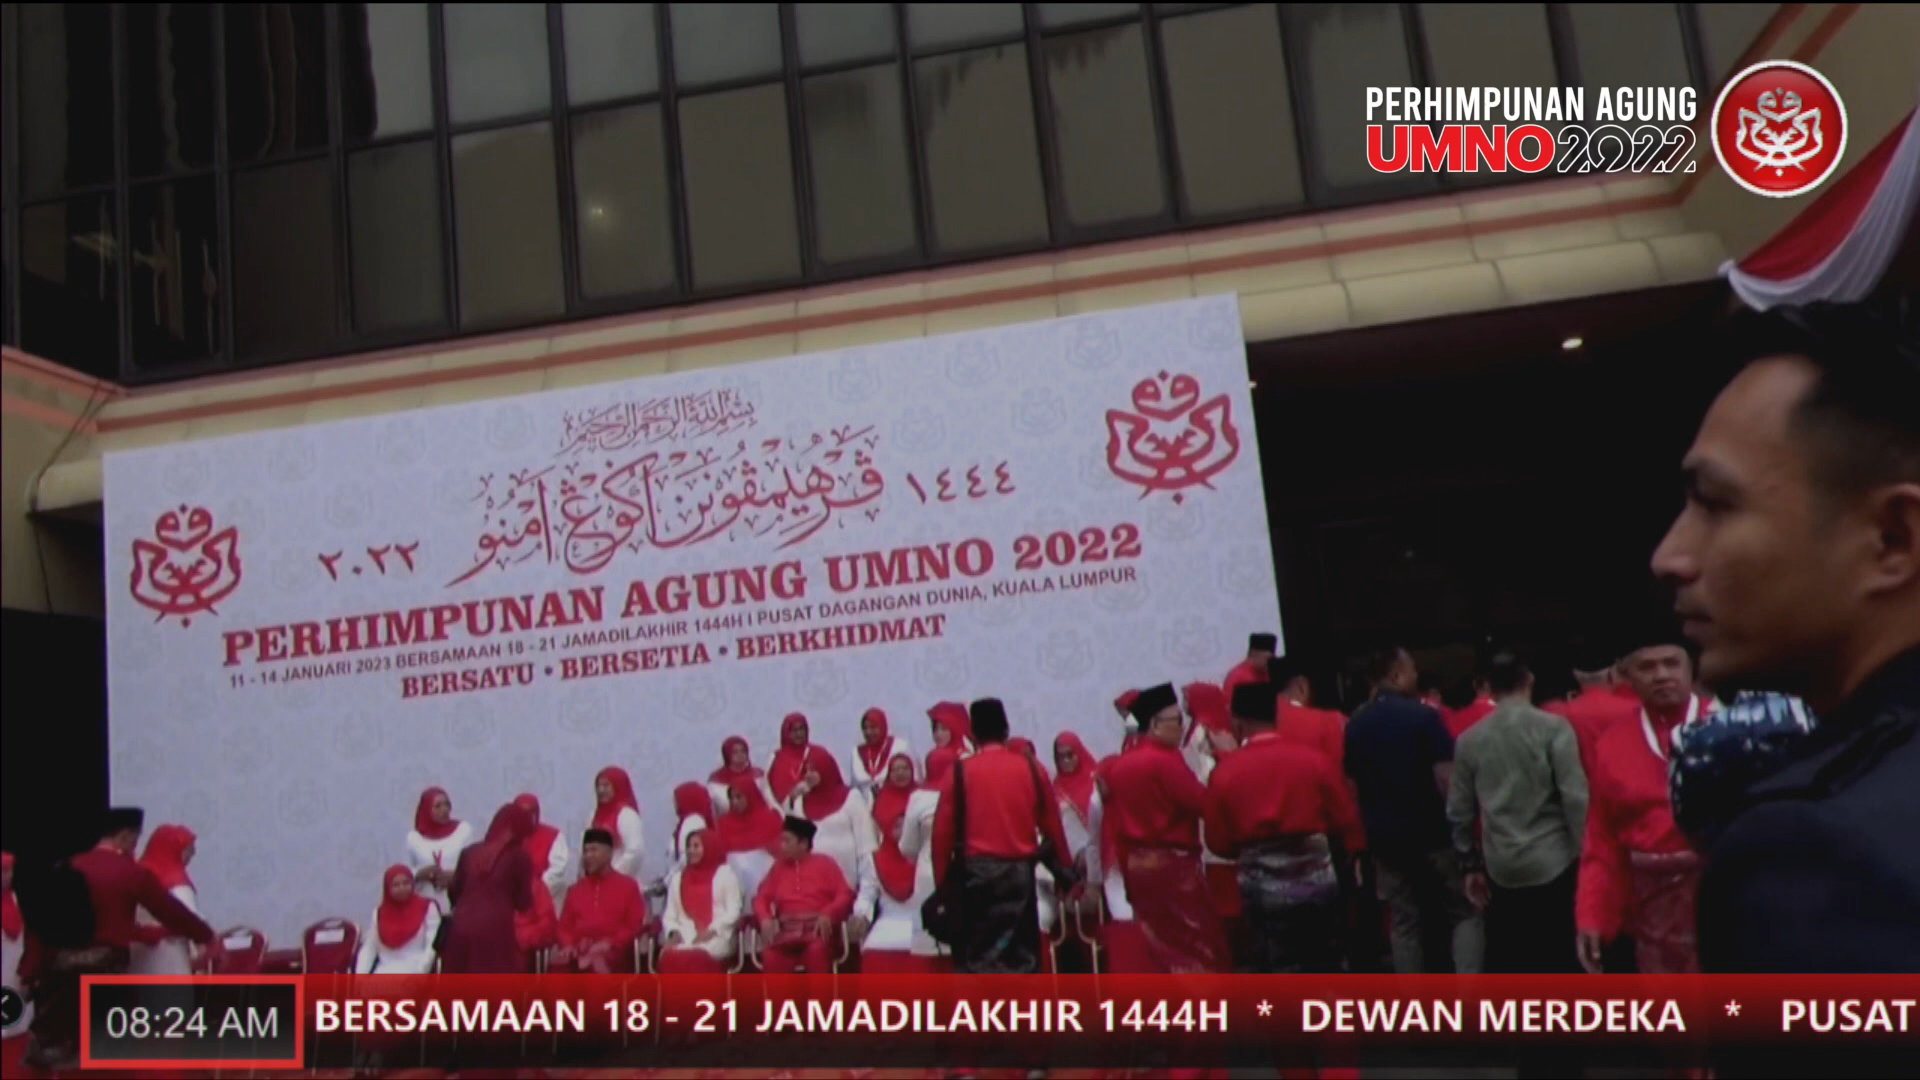 PERHIMPUNAN AGUNG
UMNO 2022
بسم الله الرحمن الرحيم
ڤرهيمڤونن اݢوڠ امنو
٢٠٢٢
١٤٤٤
PERHIMPUNAN AGUNG UMNO 2022
11 - 14 JANUARI 2023 BERSAMAAN 18 - 21 JAMADILAKHIR 1444H I PUSAT DAGANGAN DUNIA, KUALA LUMPUR
BERSATU • BERSETIA • BERKHIDMAT
08:24 AM
BERSAMAAN 18 - 21 JAMADILAKHIR 1444H * DEWAN MERDEKA * PUSAT